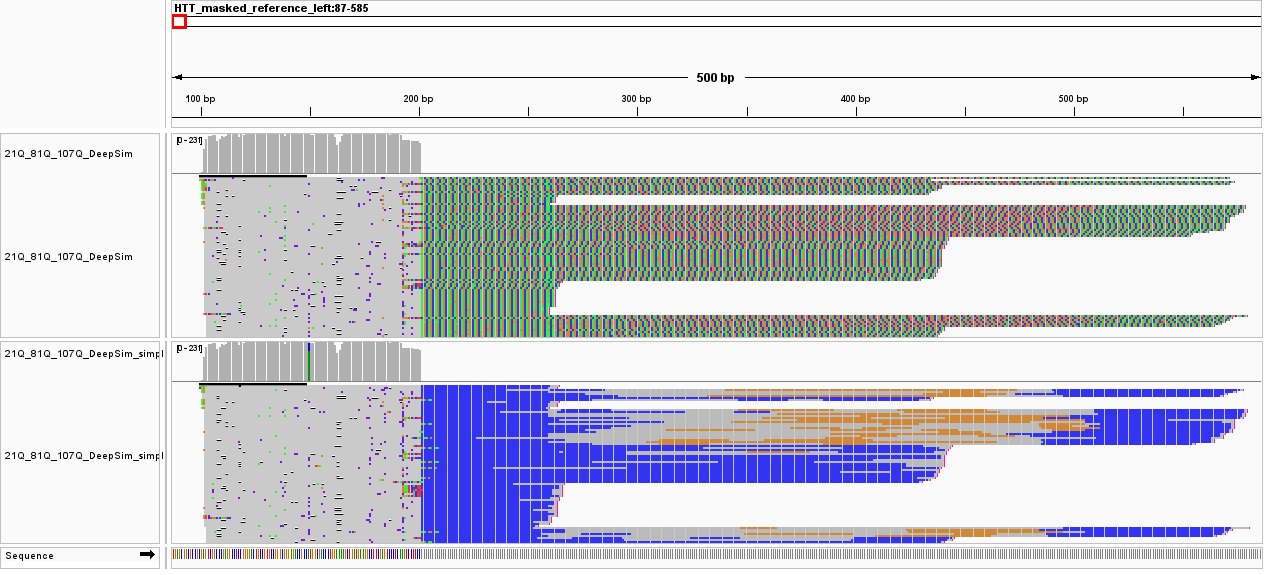 HTT_masked_reference_left:87-585
500 bp
100 bp 200 bp 300 bp 400 bp 500 bp
[0 - 231]
21Q_81Q_107Q_DeepSim
21Q_81Q_107Q_DeepSim
[0 - 231]
21Q_81Q_107Q_DeepSim_simpl
21Q_81Q_107Q_DeepSim_simpl
Sequence